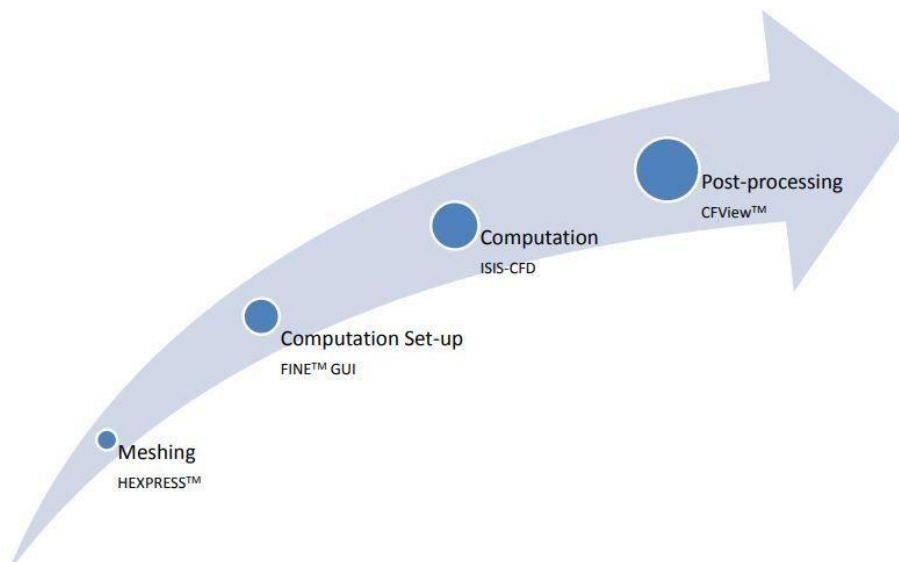 Post-processing
CFView™
Computation
ISIS-CFD
Computation Set-up
FINE™ GUI
Meshing
HEXPRESS™